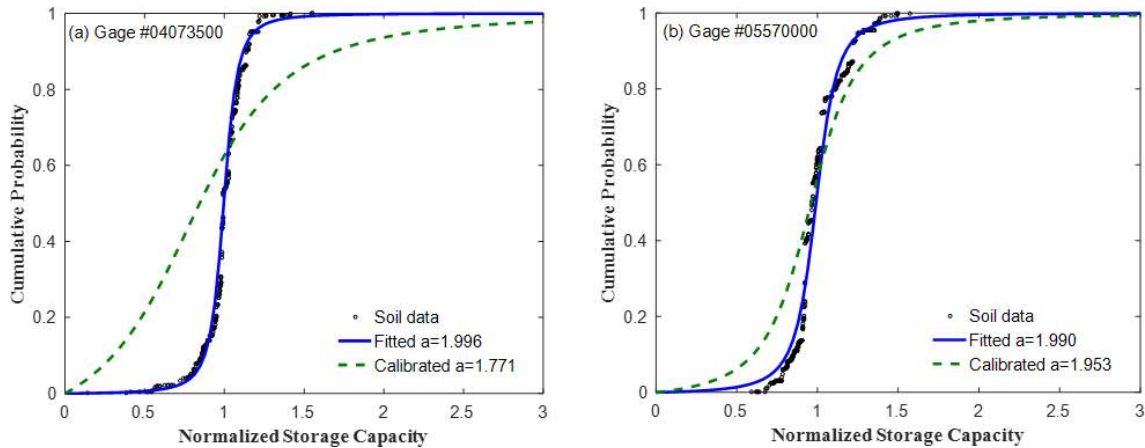 (a) Gage #04073500
Cumulative Probability
1
0.8
0.6
0.4
0.2
0
Soil data
Fitted a=1.996
Calibrated a=1.771
0 0.5 1 1.5 2 2.5 3
Normalized Storage Capacity
(b) Gage #05570000
Cumulative Probability
1
0.8
0.6
0.4
0.2
0
Soil data
Fitted a=1.990
Calibrated a=1.953
0 0.5 1 1.5 2 2.5 3
Normalized Storage Capacity